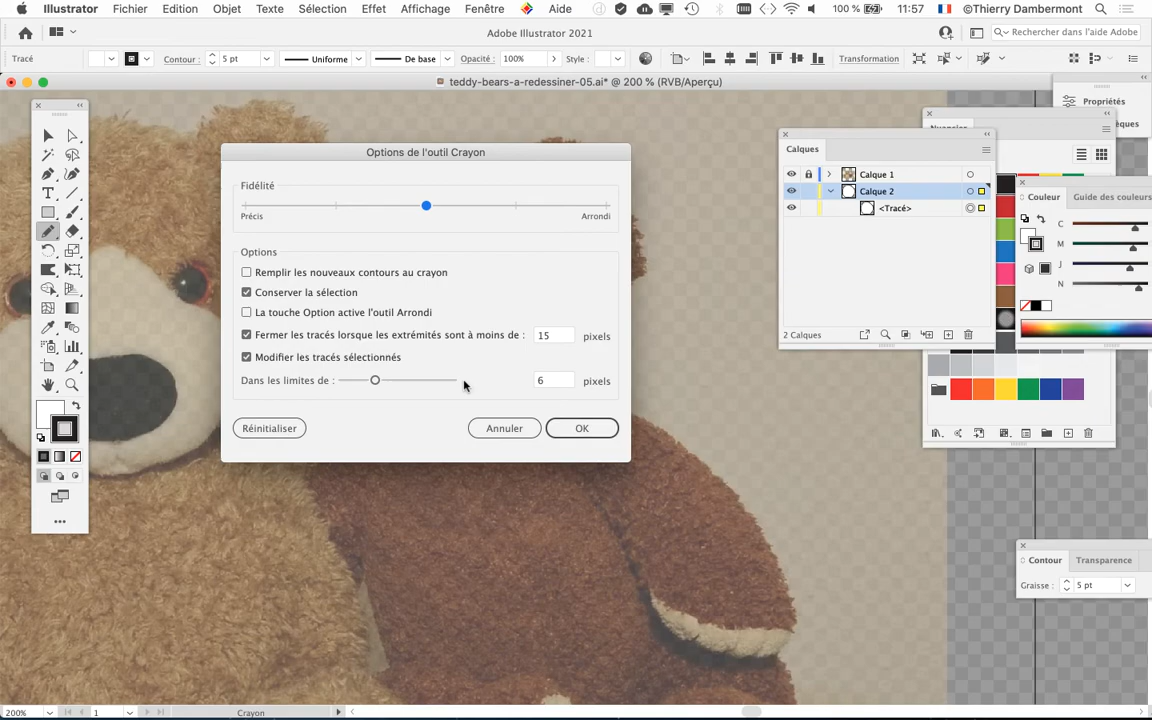 Illustrator Fichier Edition Objet Texte Sélection Effet Affichage Fenêtre Aide 100 % 11:57 ©Thierry Dambermont
Adobe Illustrator 2021 Rechercher dans l'aide Adobe
Tracé Contour : 5 pt Uniforme De base Opacité : 100% Style : Transformation
teddy-bears-a-redessiner-05.ai* @ 200 % (RVB/Aperçu)
Options de l'outil Crayon
Fidélité
Précis Arrondi
Options
Remplir les nouveaux contours au crayon
Conserver la sélection
La touche Option active l'outil Arrondi
Fermer les tracés lorsque les extrémités sont à moins de : 15 pixels
Modifier les tracés sélectionnés
Dans les limites de : 6 pixels
Réinitialiser Annuler OK
Calques
Calque 1
Calque 2
<Tracé>
2 Calques
Propriétés
Couleur Guide des couleurs
C
M
J
N
Contour Transparence
Graisse : 5 pt
200% 1 Crayon